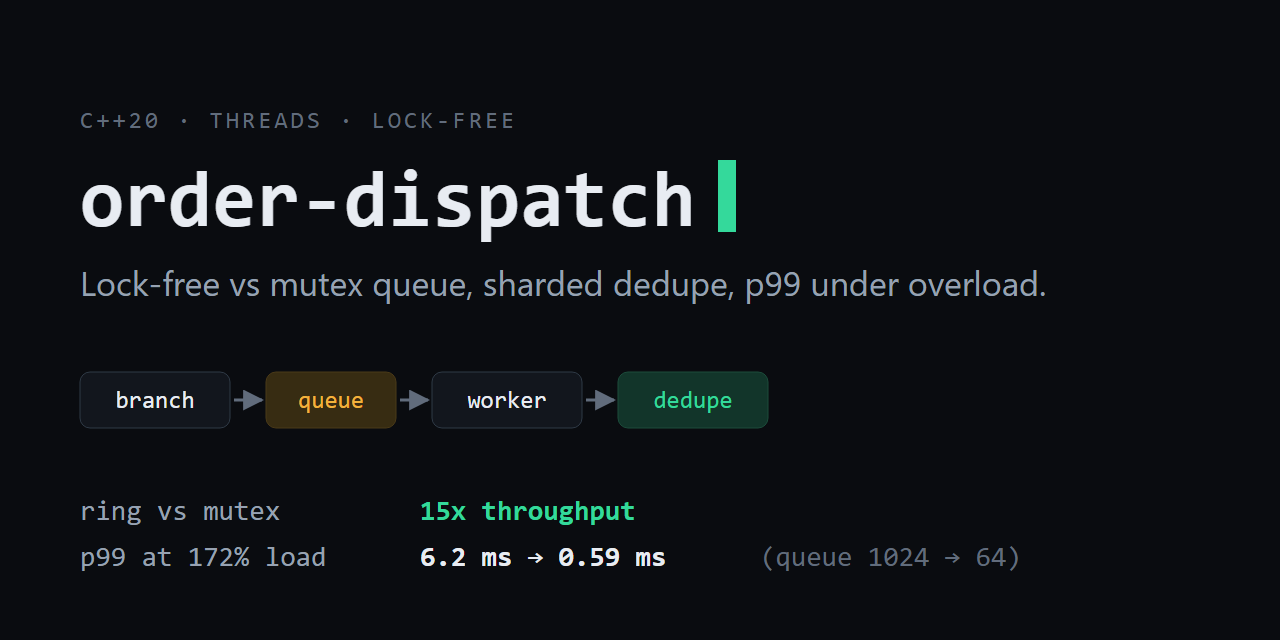 C++20 · THREADS · LOCK-FREE
order-dispatch
Lock-free vs mutex queue, sharded dedupe, p99 under overload.
branch queue worker dedupe
ring vs mutex 15x throughput
p99 at 172% load 6.2 ms → 0.59 ms (queue 1024 → 64)